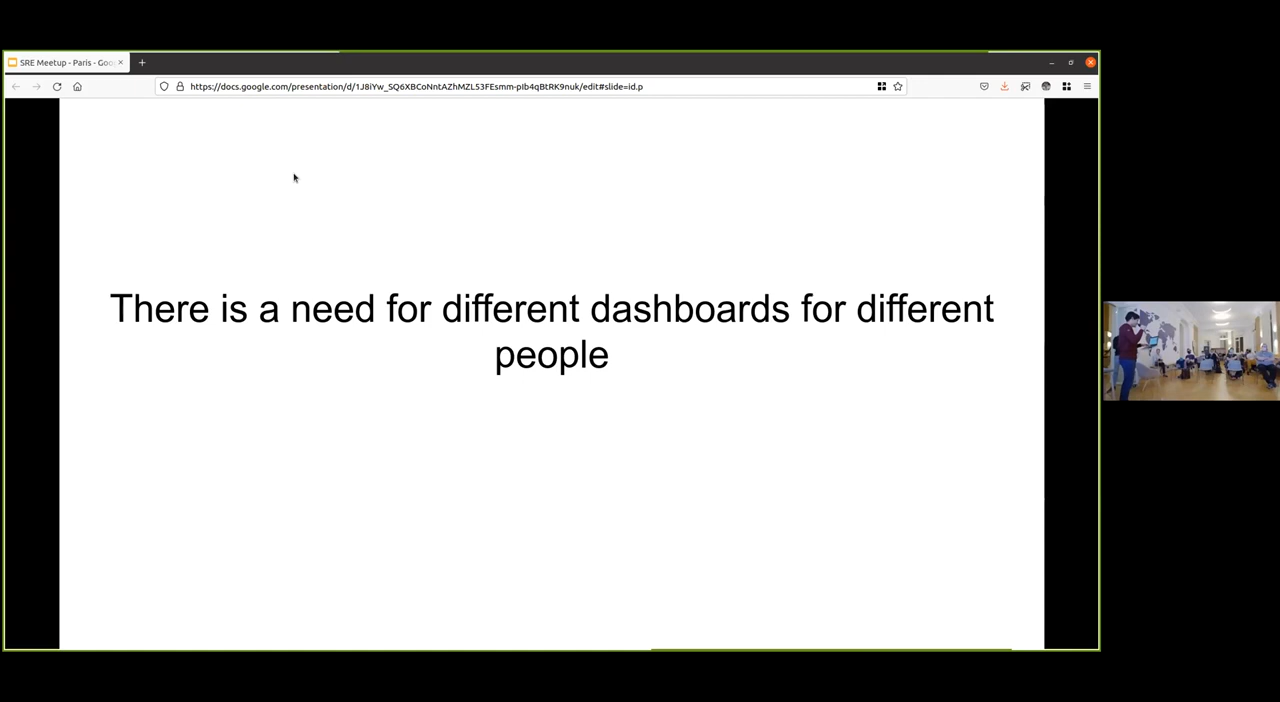 SRE Meetup - Paris - Goo
https://docs.google.com/presentation/d/1J8iYw_SQ6XBCoNntAZhMZL53FEsmm-pIb4qBtRK9nuk/edit#slide=id.p
There is a need for different dashboards for different
people